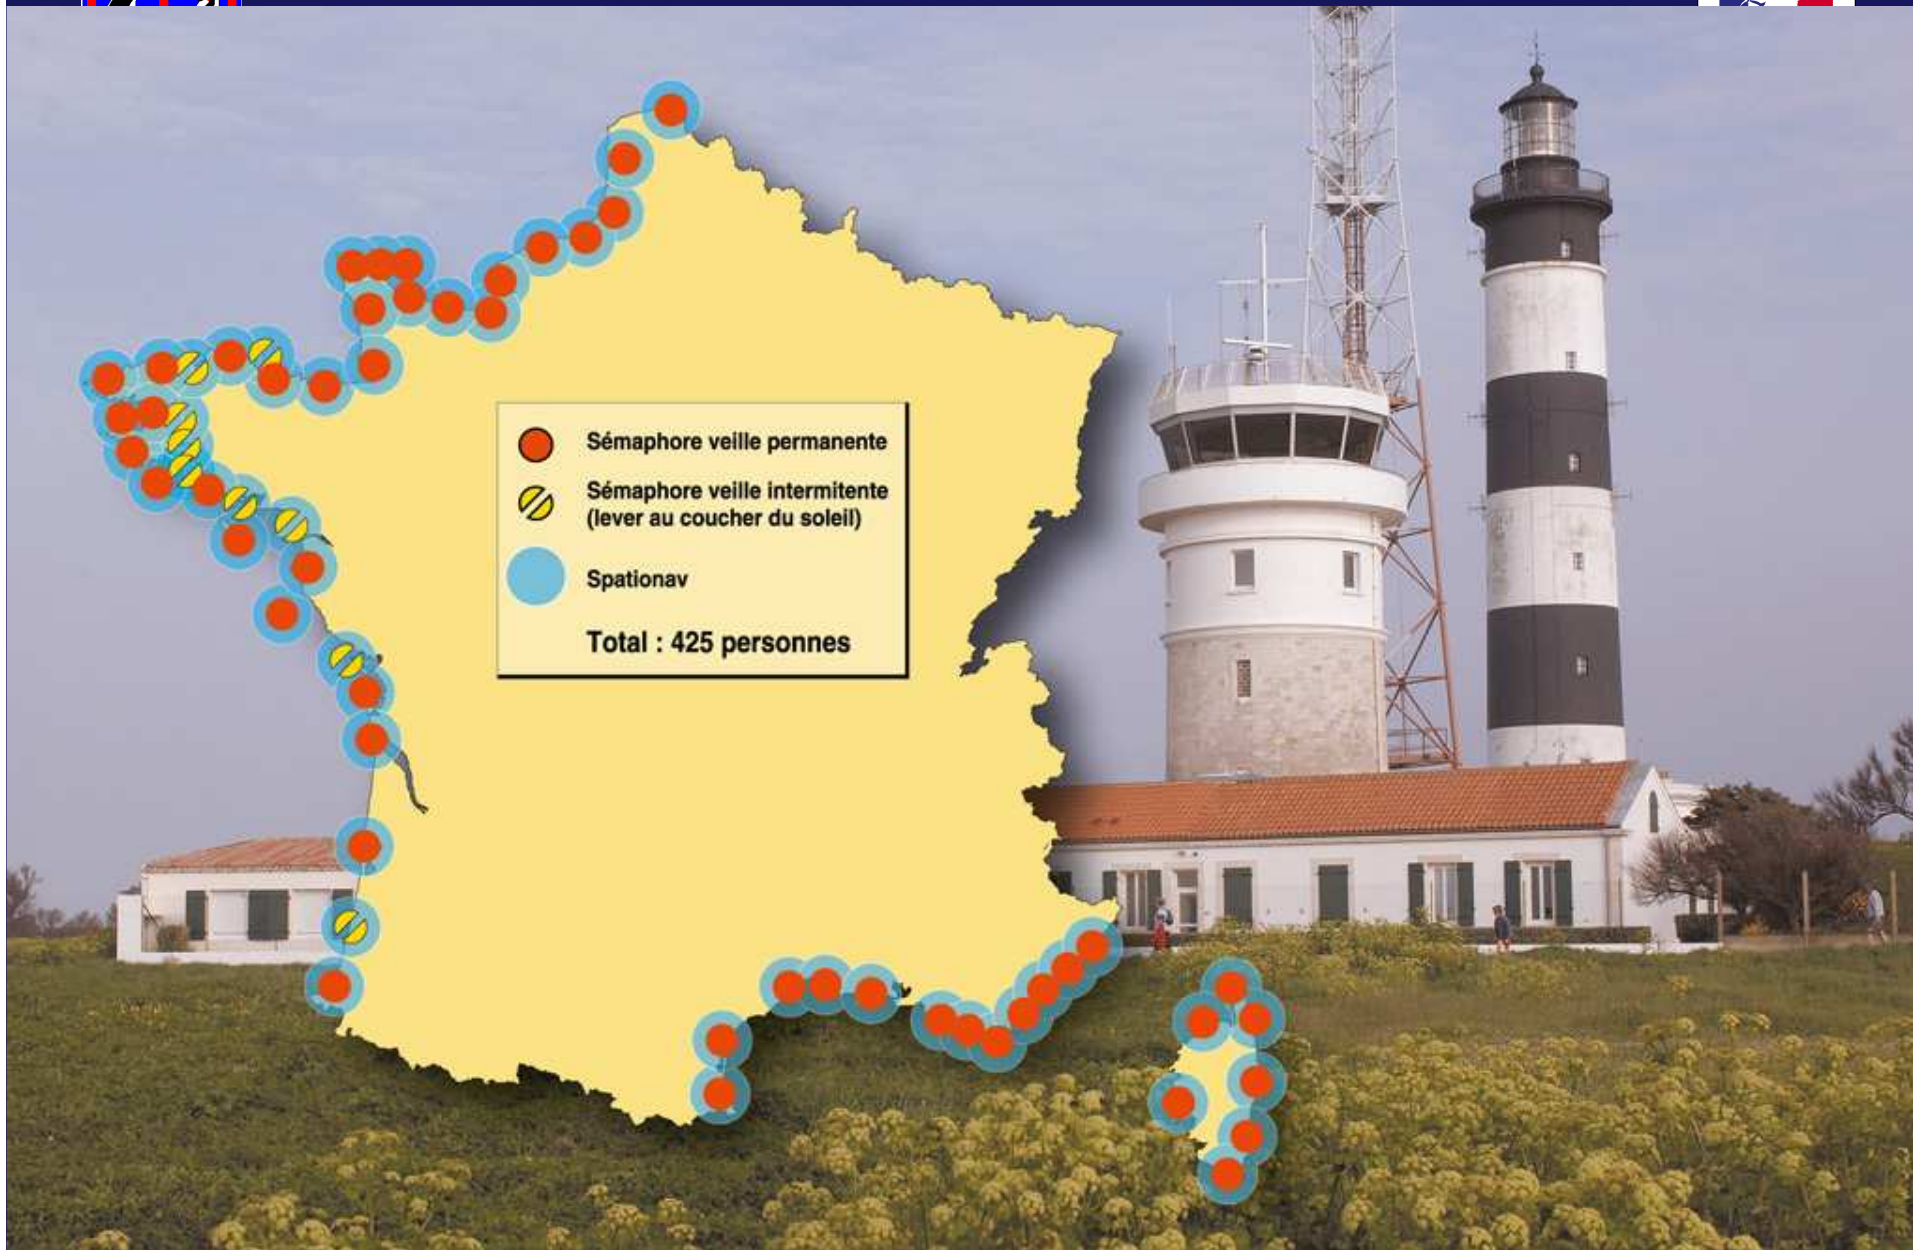 Sémaphore veille permanente
Sémaphore veille intermitente
(lever au coucher du soleil)
Spationav
Total : 425 personnes